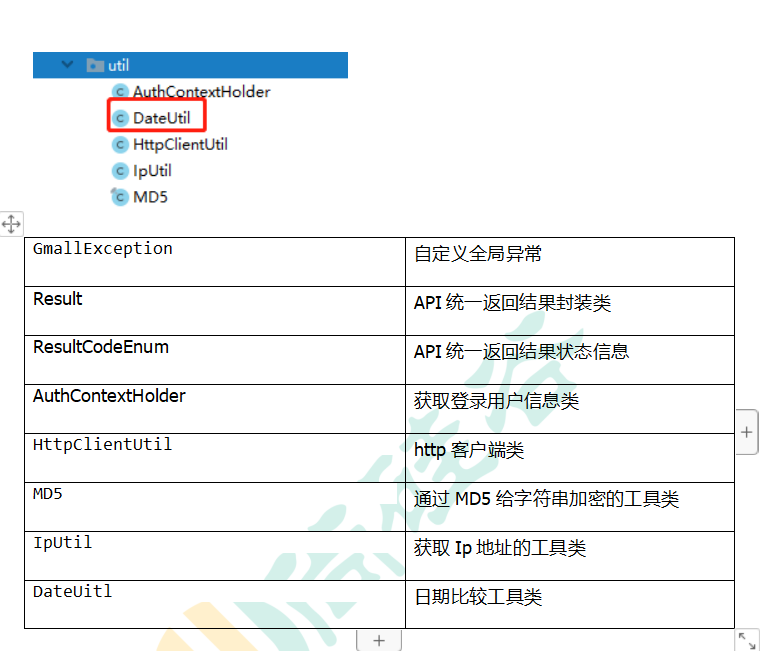 util
AuthContextHolder
DateUtil
HttpClientUtil
IpUtil
MD5
GmallException
自定义全局异常
Result
API 统一返回结果封装类
ResultCodeEnum
API 统一返回结果状态信息
AuthContextHolder
获取登录用户信息类
HttpClientUtil
http 客户端类
MD5
通过 MD5 给字符串加密的工具类
IpUtil
获取 Ip 地址的工具类
DateUitl
日期比较工具类